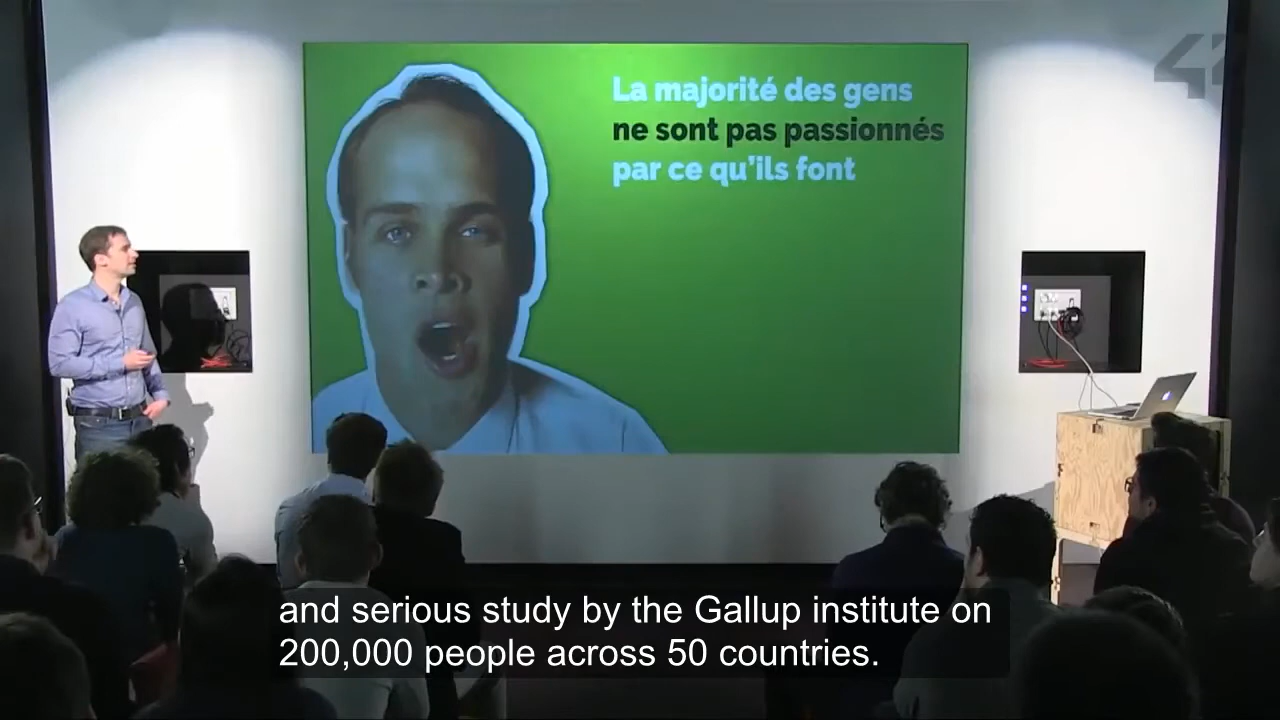 42
La majorité des gens
ne sont pas passionnés
par ce qu'ils font
and serious study by the Gallup institute on
200,000 people across 50 countries.